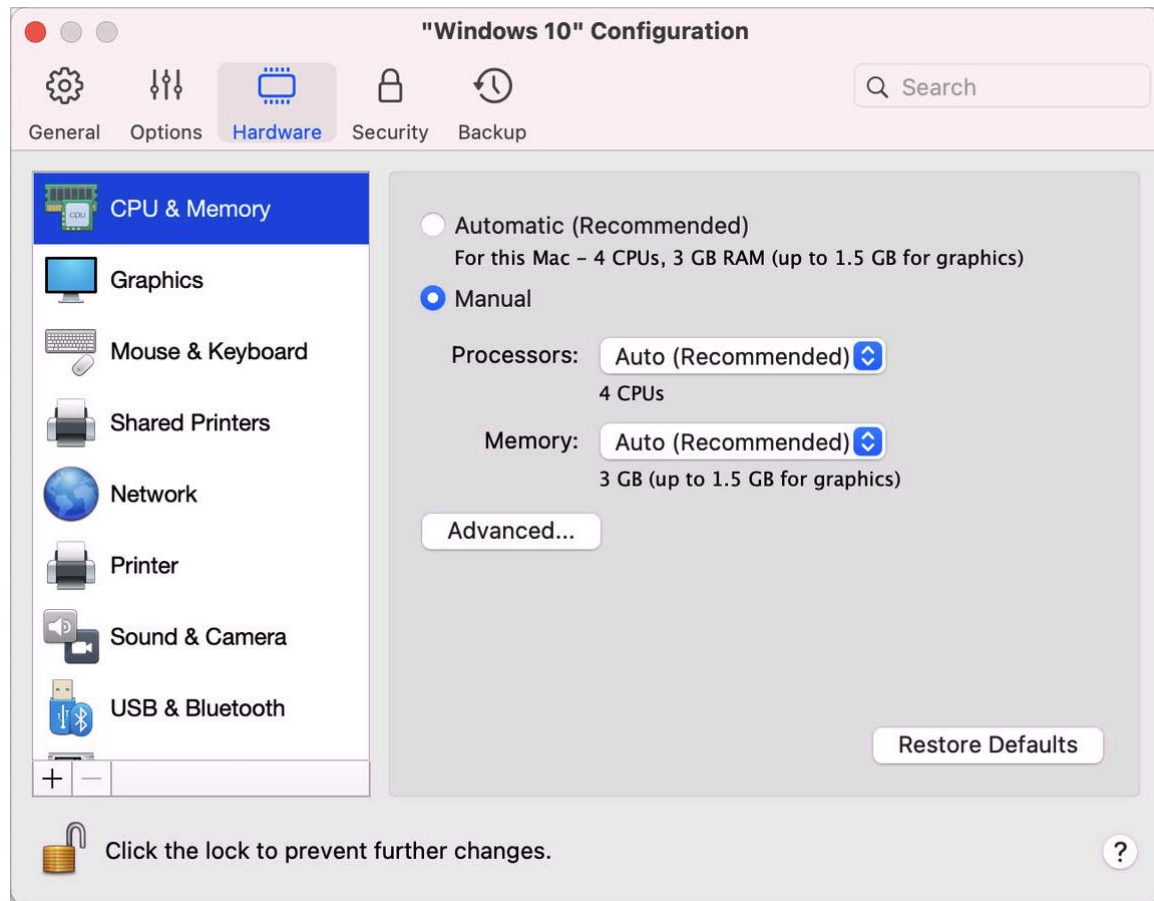 "Windows 10" Configuration
General
Options
Hardware
Security
Backup
Search
CPU & Memory
Graphics
Mouse & Keyboard
Shared Printers
Network
Printer
Sound & Camera
USB & Bluetooth
cpu
Automatic (Recommended)
For this Mac – 4 CPUs, 3 GB RAM (up to 1.5 GB for graphics)
Manual
Processors: Auto (Recommended)
4 CPUs
Memory: Auto (Recommended)
3 GB (up to 1.5 GB for graphics)
Advanced...
Restore Defaults
+ −
Click the lock to prevent further changes.
?